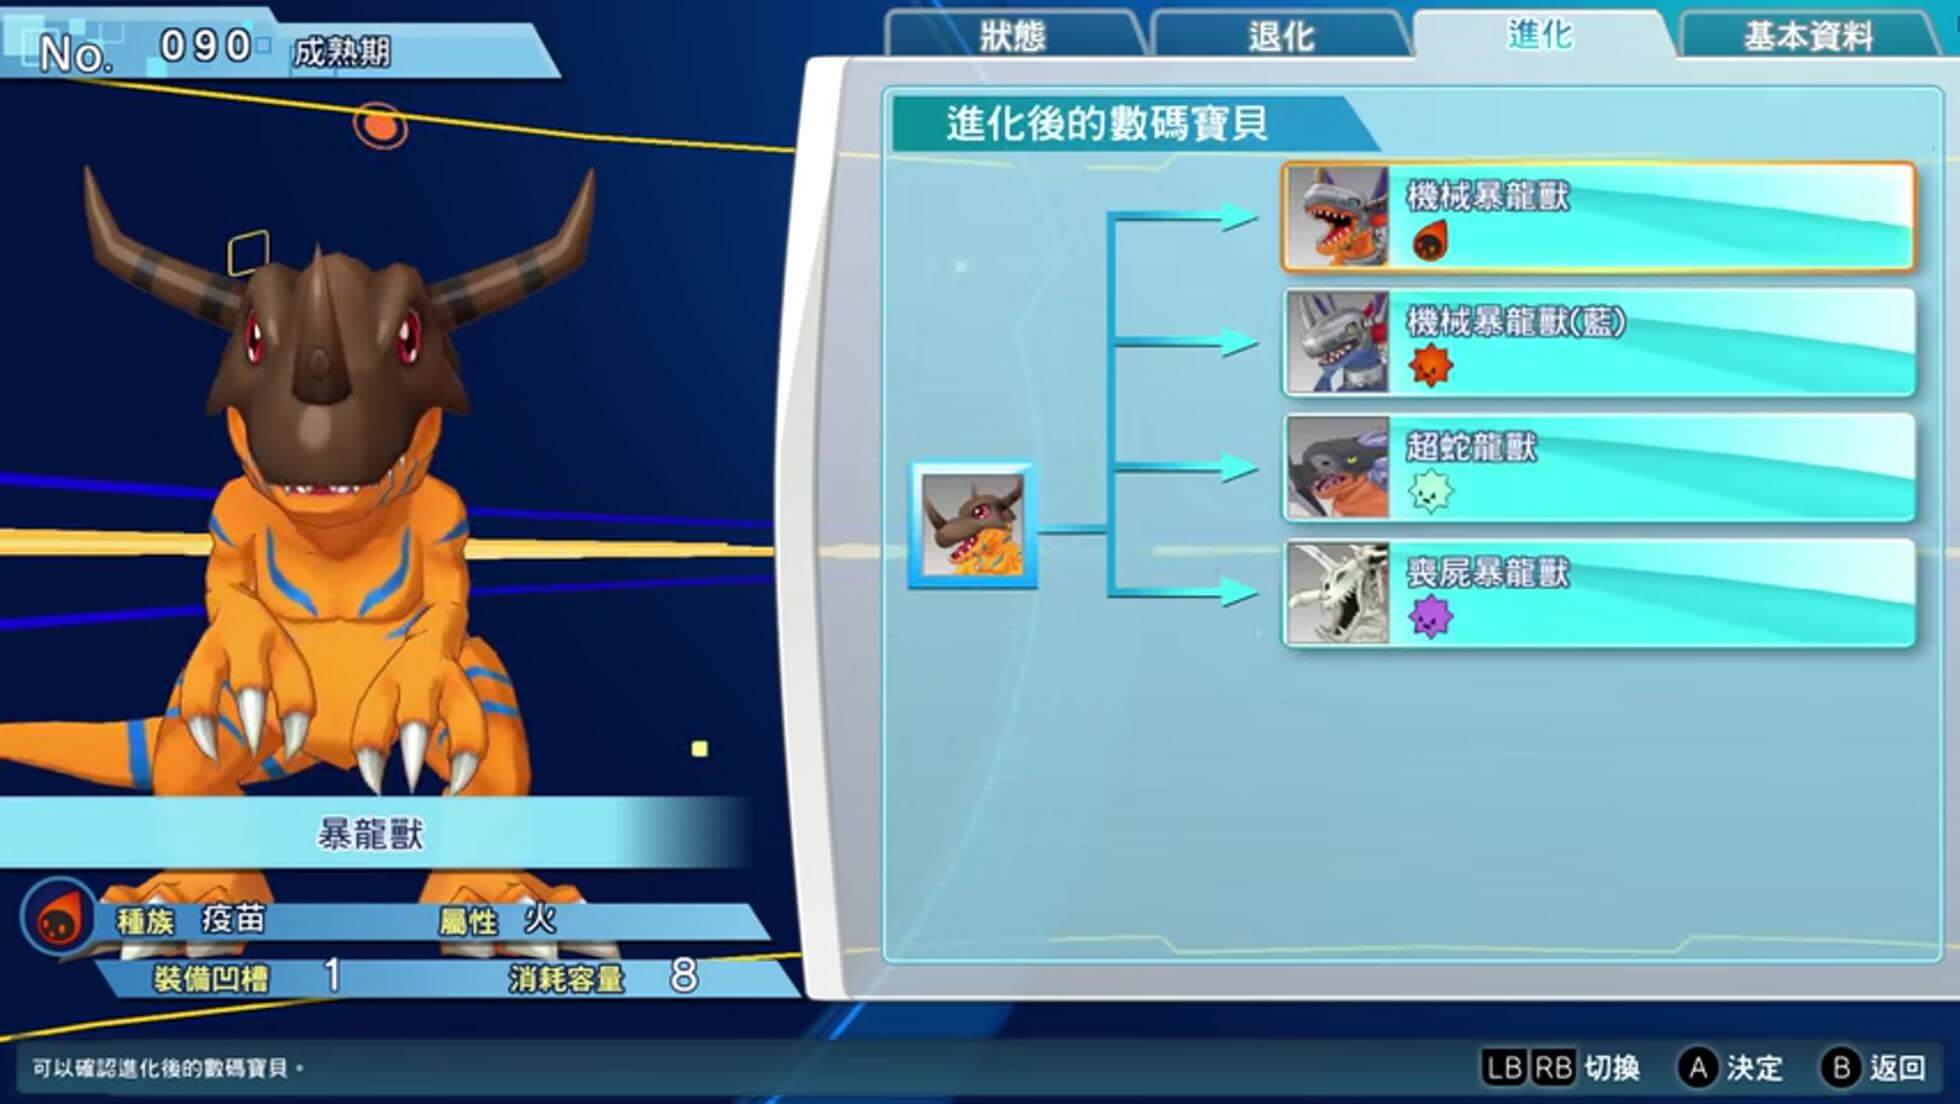 No. 090 成熟期
狀態 退化 進化 基本資料
進化後的數碼寶貝
機械暴龍獸
機械暴龍獸(藍)
超蛇龍獸
喪屍暴龍獸
暴龍獸
種族 疫苗 屬性 火
裝備凹槽 1 消耗容量 8
可以確認進化後的數碼寶貝。
LB RB 切換 A 決定 B 返回